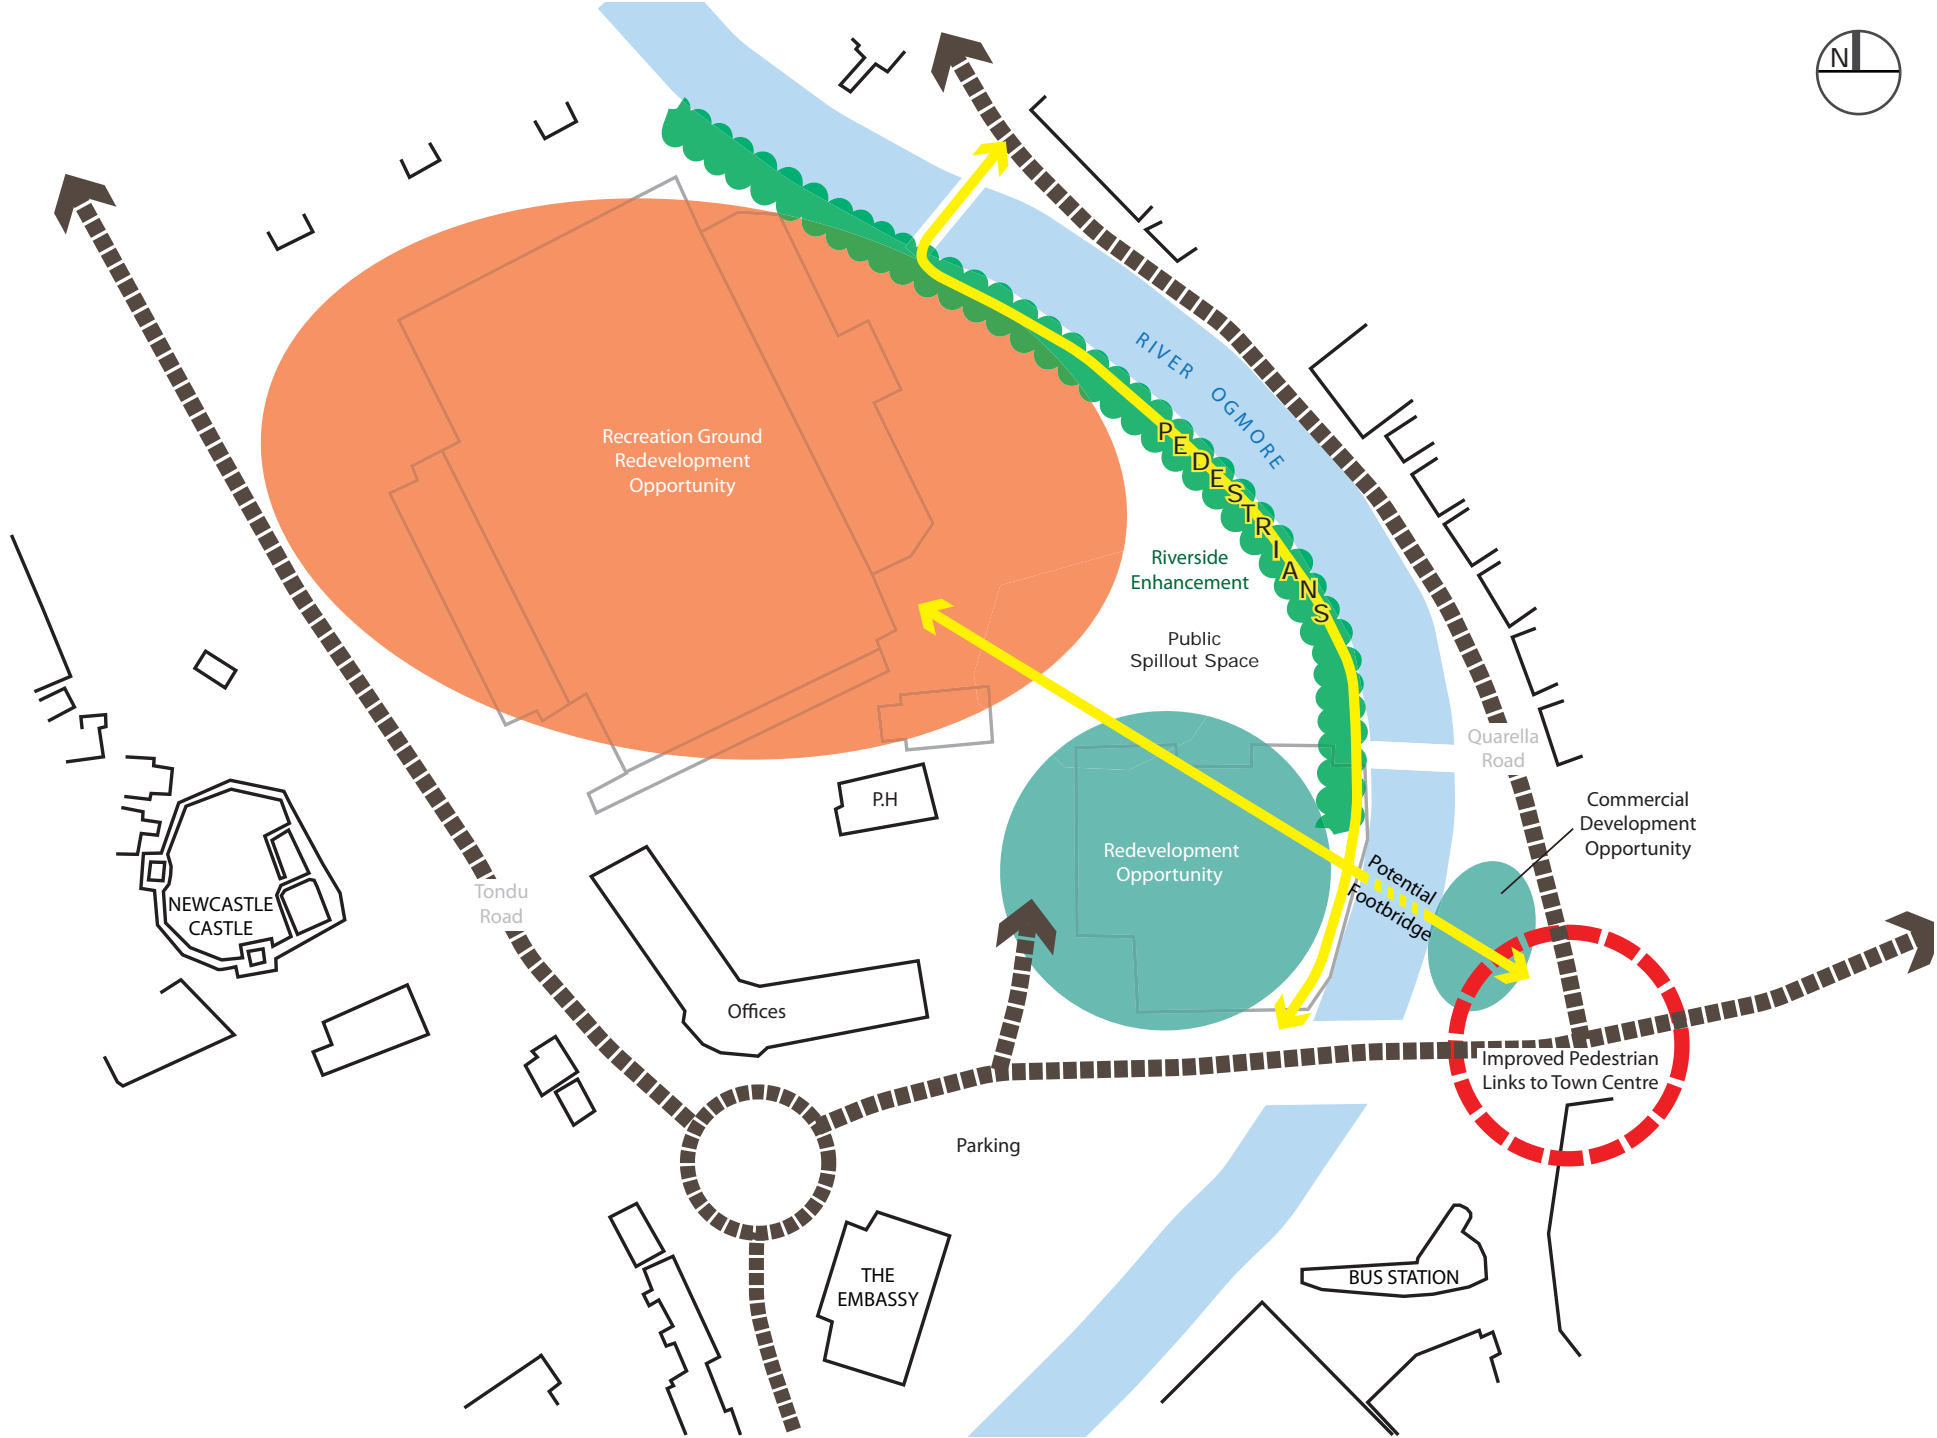 N
RIVER OGMORE
Recreation Ground
Redevelopment
Opportunity
PEDESTRIANS
Riverside
Enhancement
Public
Spillout Space
Quarella
Road
Commercial
Development
Opportunity
P.H
Redevelopment
Opportunity
Potential
Footbridge
Tondu
Road
NEWCASTLE
CASTLE
Offices
Improved Pedestrian
Links to Town Centre
Parking
THE
EMBASSY
BUS STATION